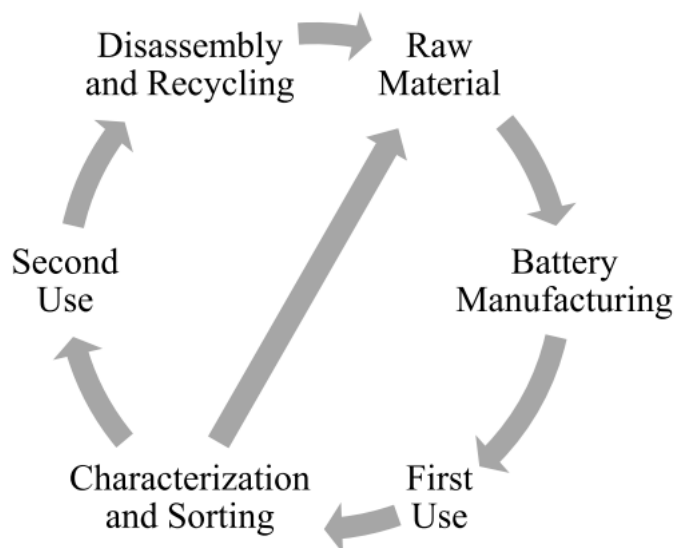 Disassembly
and Recycling
Raw
Material
Battery
Manufacturing
First
Use
Characterization
and Sorting
Second
Use